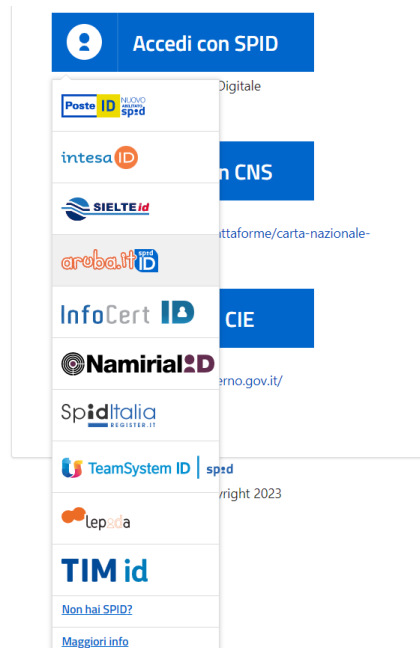 Accedi con SPID
Digitale
Poste ID NUOVO
ABILITATO
spid
intesa ID
n CNS
SIELTE id
attaforme/carta-nazionale-
aruba.it spid ID
InfoCert ID
CIE
Namirial ID
erno.gov.it/
SpidItalia
REGISTER.IT
TeamSystem ID | spid
yright 2023
Lepida
TIM id
Non hai SPID?
Maggiori info